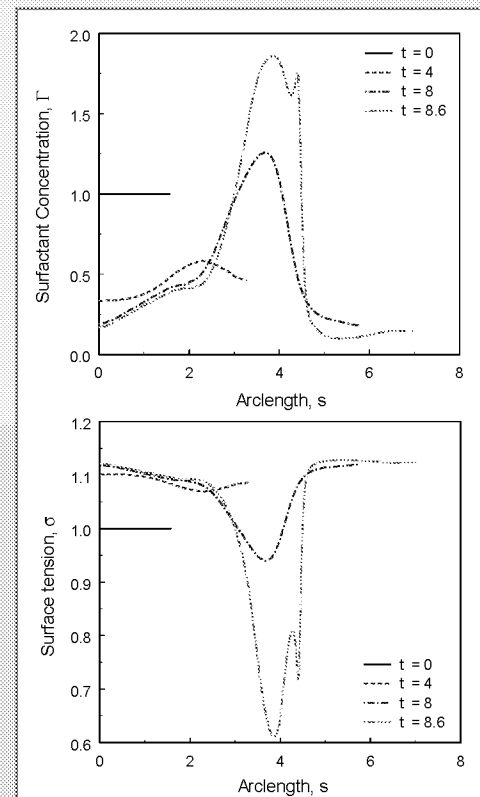 2.0
1.5
1.0
0.5
0.0
Surfactant Concentration, Γ
t = 0
t = 4
t = 8
t = 8.6
0 2 4 6 8
Arclength, s
1.2
1.1
1.0
0.9
0.8
0.7
0.6
Surface tension, σ
t = 0
t = 4
t = 8
t = 8.6
0 2 4 6 8
Arclength, s